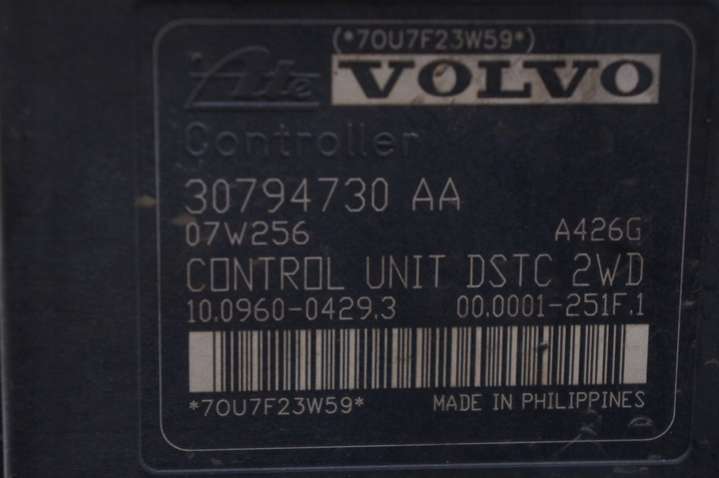 (*70U7F23W59*)
Ate VOLVO
Controller
30794730 AA
07W256 A426G
CONTROL UNIT DSTC 2WD
10.0960-0429.3 00.0001-251F.1
*70U7F23W59* MADE IN PHILIPPINES